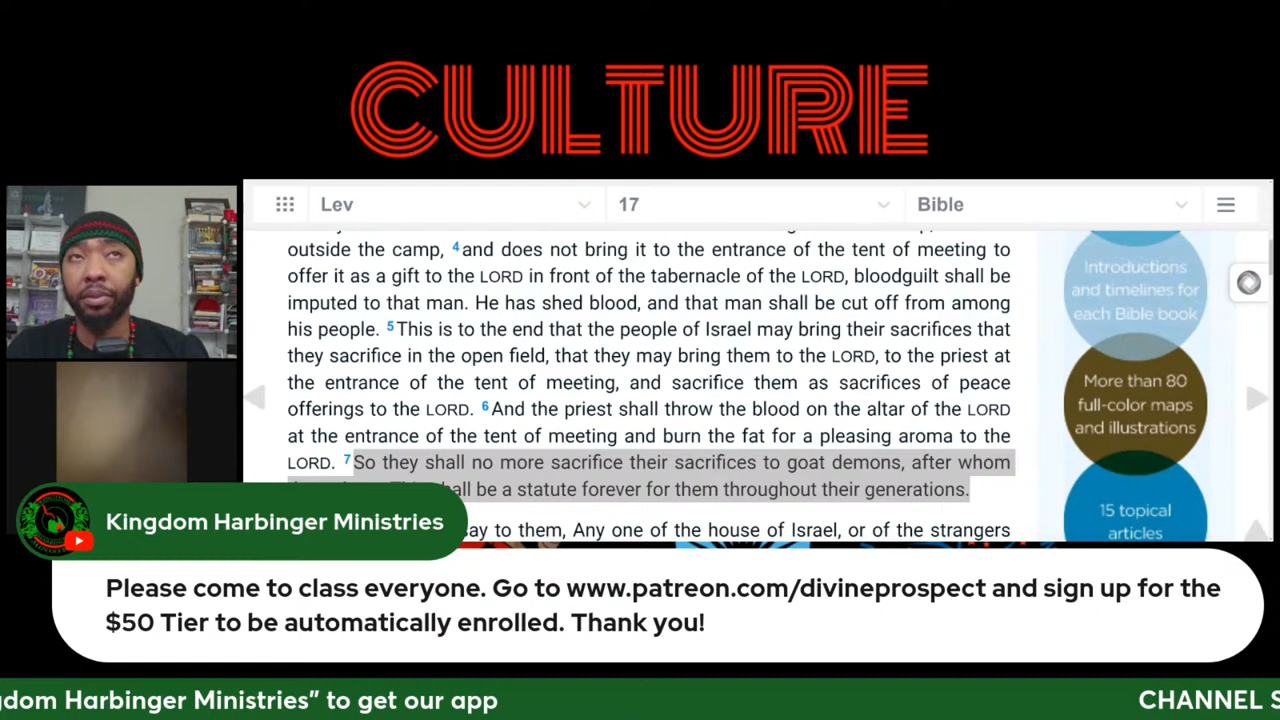 CULTURE
Lev
17
Bible
outside the camp, 4 and does not bring it to the entrance of the tent of meeting to
offer it as a gift to the LORD in front of the tabernacle of the LORD, bloodguilt shall be
imputed to that man. He has shed blood, and that man shall be cut off from among
his people. 5 This is to the end that the people of Israel may bring their sacrifices that
they sacrifice in the open field, that they may bring them to the LORD, to the priest at
the entrance of the tent of meeting, and sacrifice them as sacrifices of peace
offerings to the LORD. 6 And the priest shall throw the blood on the altar of the LORD
at the entrance of the tent of meeting and burn the fat for a pleasing aroma to the
LORD. 7 So they shall no more sacrifice their sacrifices to goat demons, after whom
shall be a statute forever for them throughout their generations.
say to them, Any one of the house of Israel, or of the strangers
Introductions
and timelines for
each Bible book
More than 80
full-color maps
and illustrations
15 topical
articles
Kingdom Harbinger Ministries
Please come to class everyone. Go to www.patreon.com/divineprospect and sign up for the
$50 Tier to be automatically enrolled. Thank you!
gdom Harbinger Ministries” to get our app
CHANNEL S